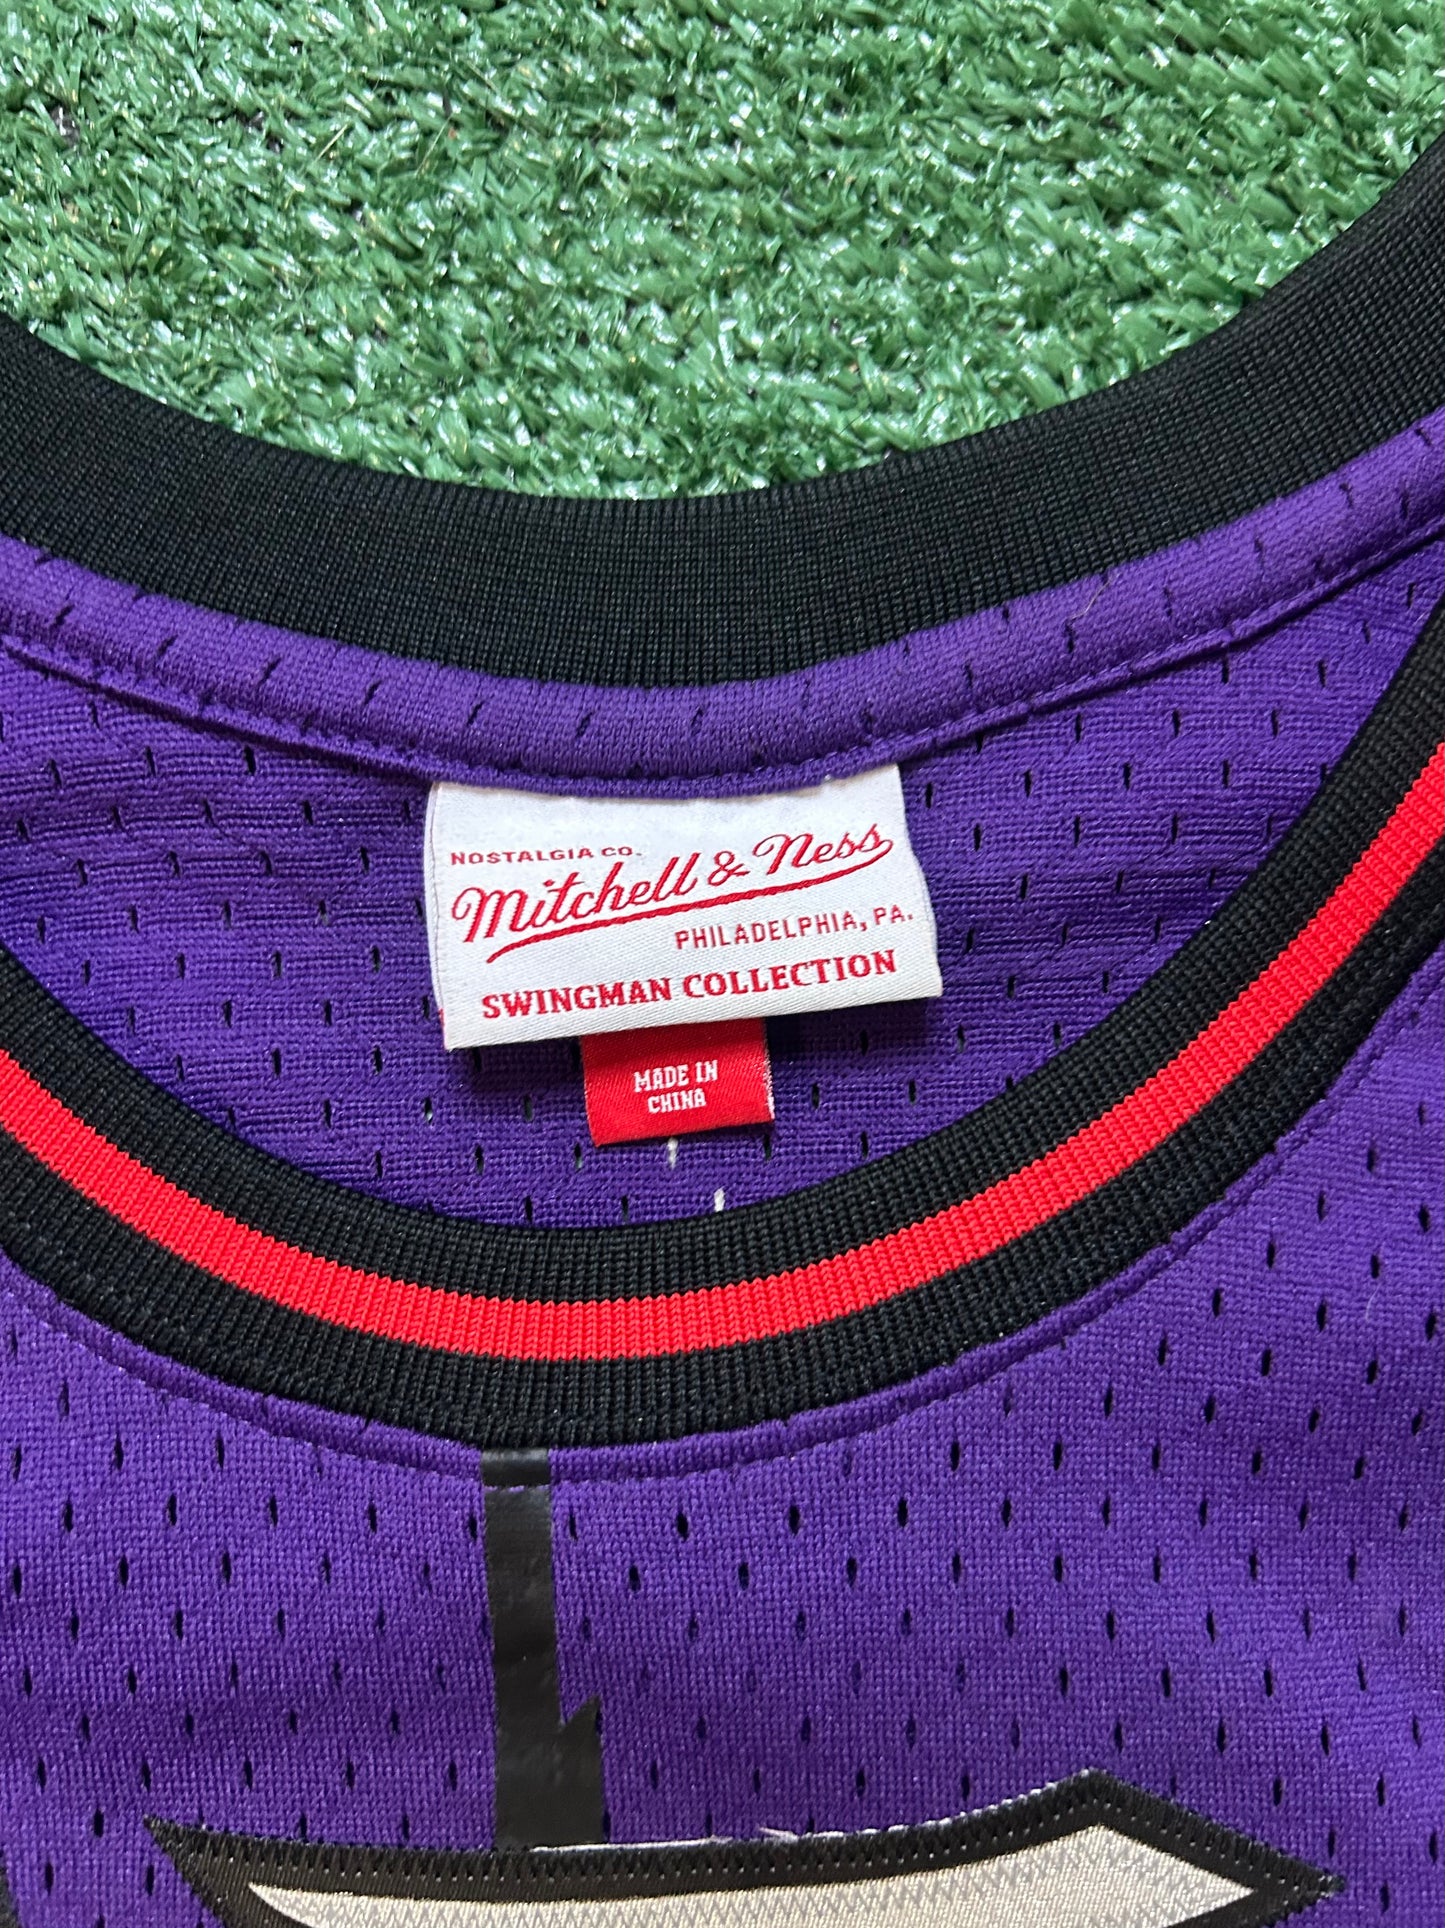 NOSTALGIA CO.
Mitchell & Ness
PHILADELPHIA, PA.
SWINGMAN COLLECTION
MADE IN
CHINA